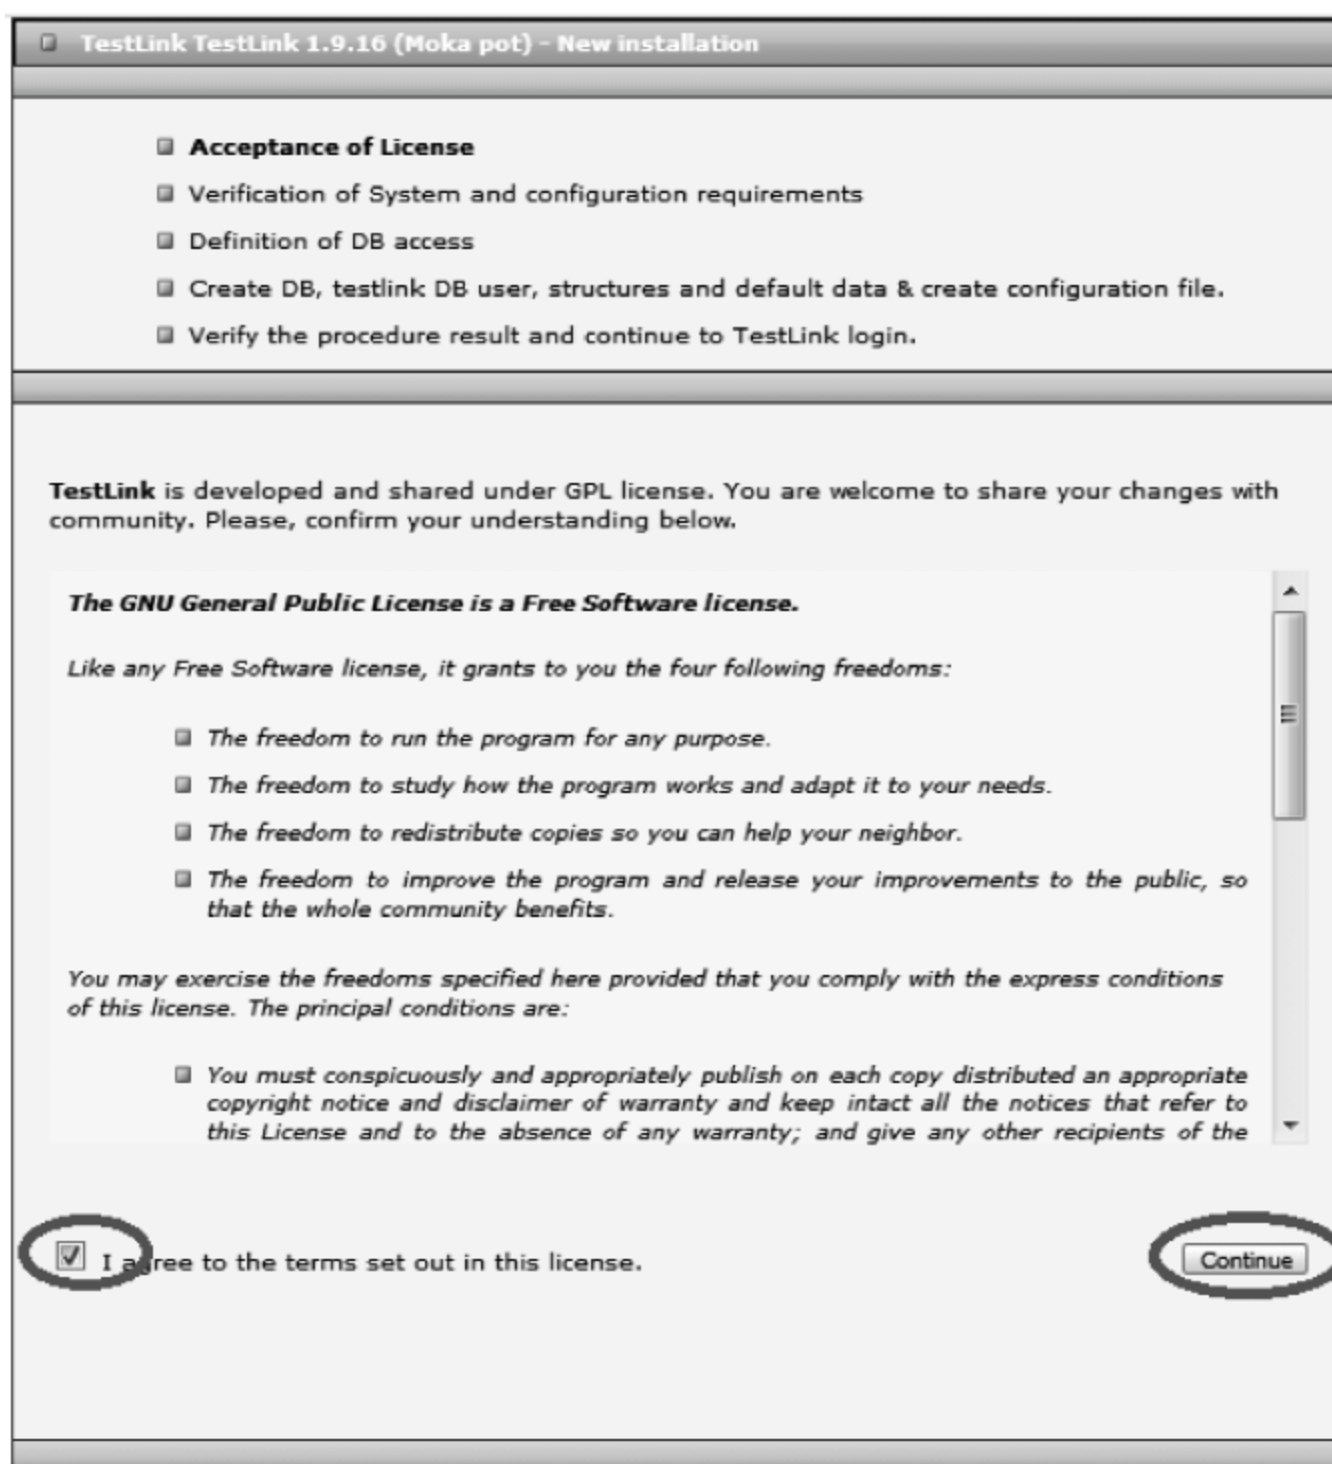 TestLink TestLink 1.9.16 (Moka pot) - New installation
Acceptance of License
Verification of System and configuration requirements
Definition of DB access
Create DB, testlink DB user, structures and default data & create configuration file.
Verify the procedure result and continue to TestLink login.
TestLink is developed and shared under GPL license. You are welcome to share your changes with
community. Please, confirm your understanding below.
The GNU General Public License is a Free Software license.
Like any Free Software license, it grants to you the four following freedoms:
The freedom to run the program for any purpose.
The freedom to study how the program works and adapt it to your needs.
The freedom to redistribute copies so you can help your neighbor.
The freedom to improve the program and release your improvements to the public, so
that the whole community benefits.
You may exercise the freedoms specified here provided that you comply with the express conditions
of this license. The principal conditions are:
You must conspicuously and appropriately publish on each copy distributed an appropriate
copyright notice and disclaimer of warranty and keep intact all the notices that refer to
this License and to the absence of any warranty; and give any other recipients of the
I agree to the terms set out in this license.
Continue